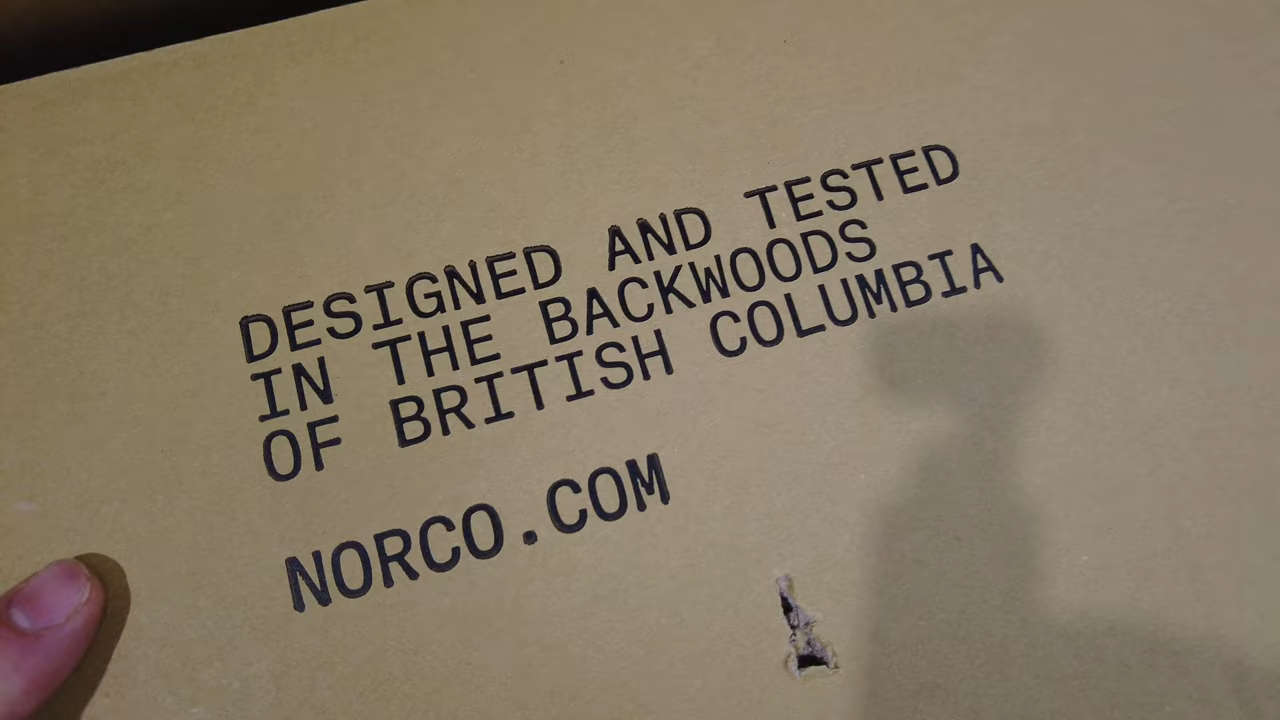 DESIGNED AND TESTED
IN THE BACKWOODS
OF BRITISH COLUMBIA
NORCO.COM